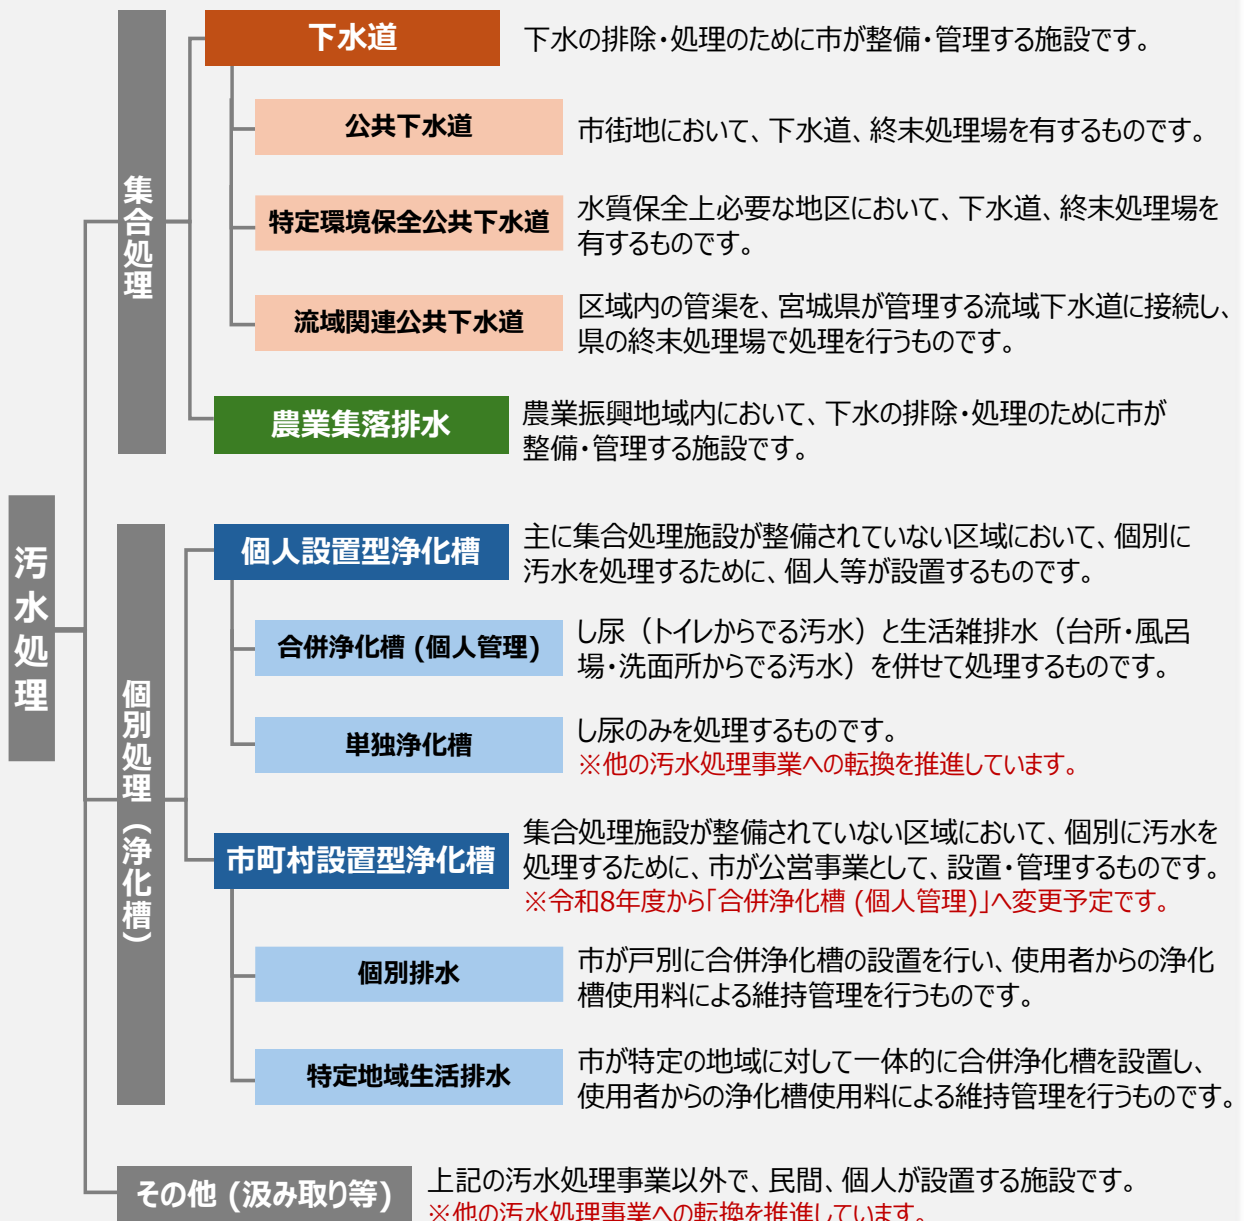 下水道
下水の排除・処理のために市が整備・管理する施設です。
公共下水道
市街地において、下水道、終末処理場を有するものです。
集合処理
特定環境保全公共下水道
水質保全上必要な地区において、下水道、終末処理場を
有するものです。
流域関連公共下水道
区域内の管渠を、宮城県が管理する流域下水道に接続し、
県の終末処理場で処理を行うものです。
農業集落排水
農業振興地域内において、下水の排除・処理のために市が
整備・管理する施設です。
汚水処理
個別処理（浄化槽）
個人設置型浄化槽
主に集合処理施設が整備されていない区域において、個別に
汚水を処理するために、個人等が設置するものです。
合併浄化槽 (個人管理)
し尿（トイレからでる汚水）と生活雑排水（台所・風呂
場・洗面所からでる汚水）を併せて処理するものです。
単独浄化槽
し尿のみを処理するものです。
※他の汚水処理事業への転換を推進しています。
市町村設置型浄化槽
集合処理施設が整備されていない区域において、個別に汚水を
処理するために、市が公営事業として、設置・管理するものです。
※令和8年度から「合併浄化槽 (個人管理)」へ変更予定です。
個別排水
市が戸別に合併浄化槽の設置を行い、使用者からの浄化
槽使用料による維持管理を行うものです。
特定地域生活排水
市が特定の地域に対して一体的に合併浄化槽を設置し、
使用者からの浄化槽使用料による維持管理を行うものです。
その他 (汲み取り等)
上記の汚水処理事業以外で、民間、個人が設置する施設です。
※他の汚水処理事業への転換を推進しています。